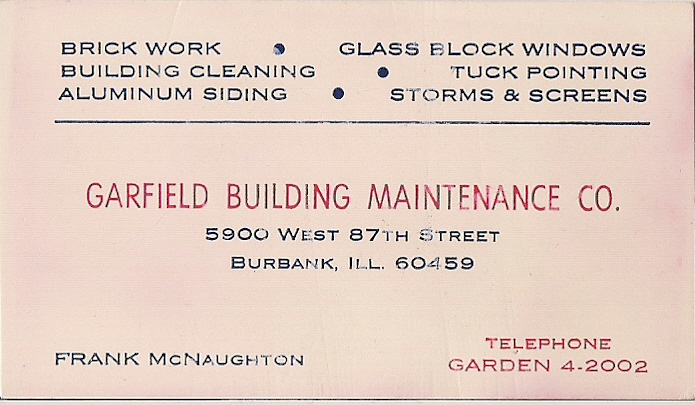 BRICK WORK • GLASS BLOCK WINDOWS
BUILDING CLEANING • TUCK POINTING
ALUMINUM SIDING • STORMS & SCREENS
GARFIELD BUILDING MAINTENANCE CO.
5900 WEST 87TH STREET
BURBANK, ILL. 60459
FRANK MCNAUGHTON
TELEPHONE
GARDEN 4-2002